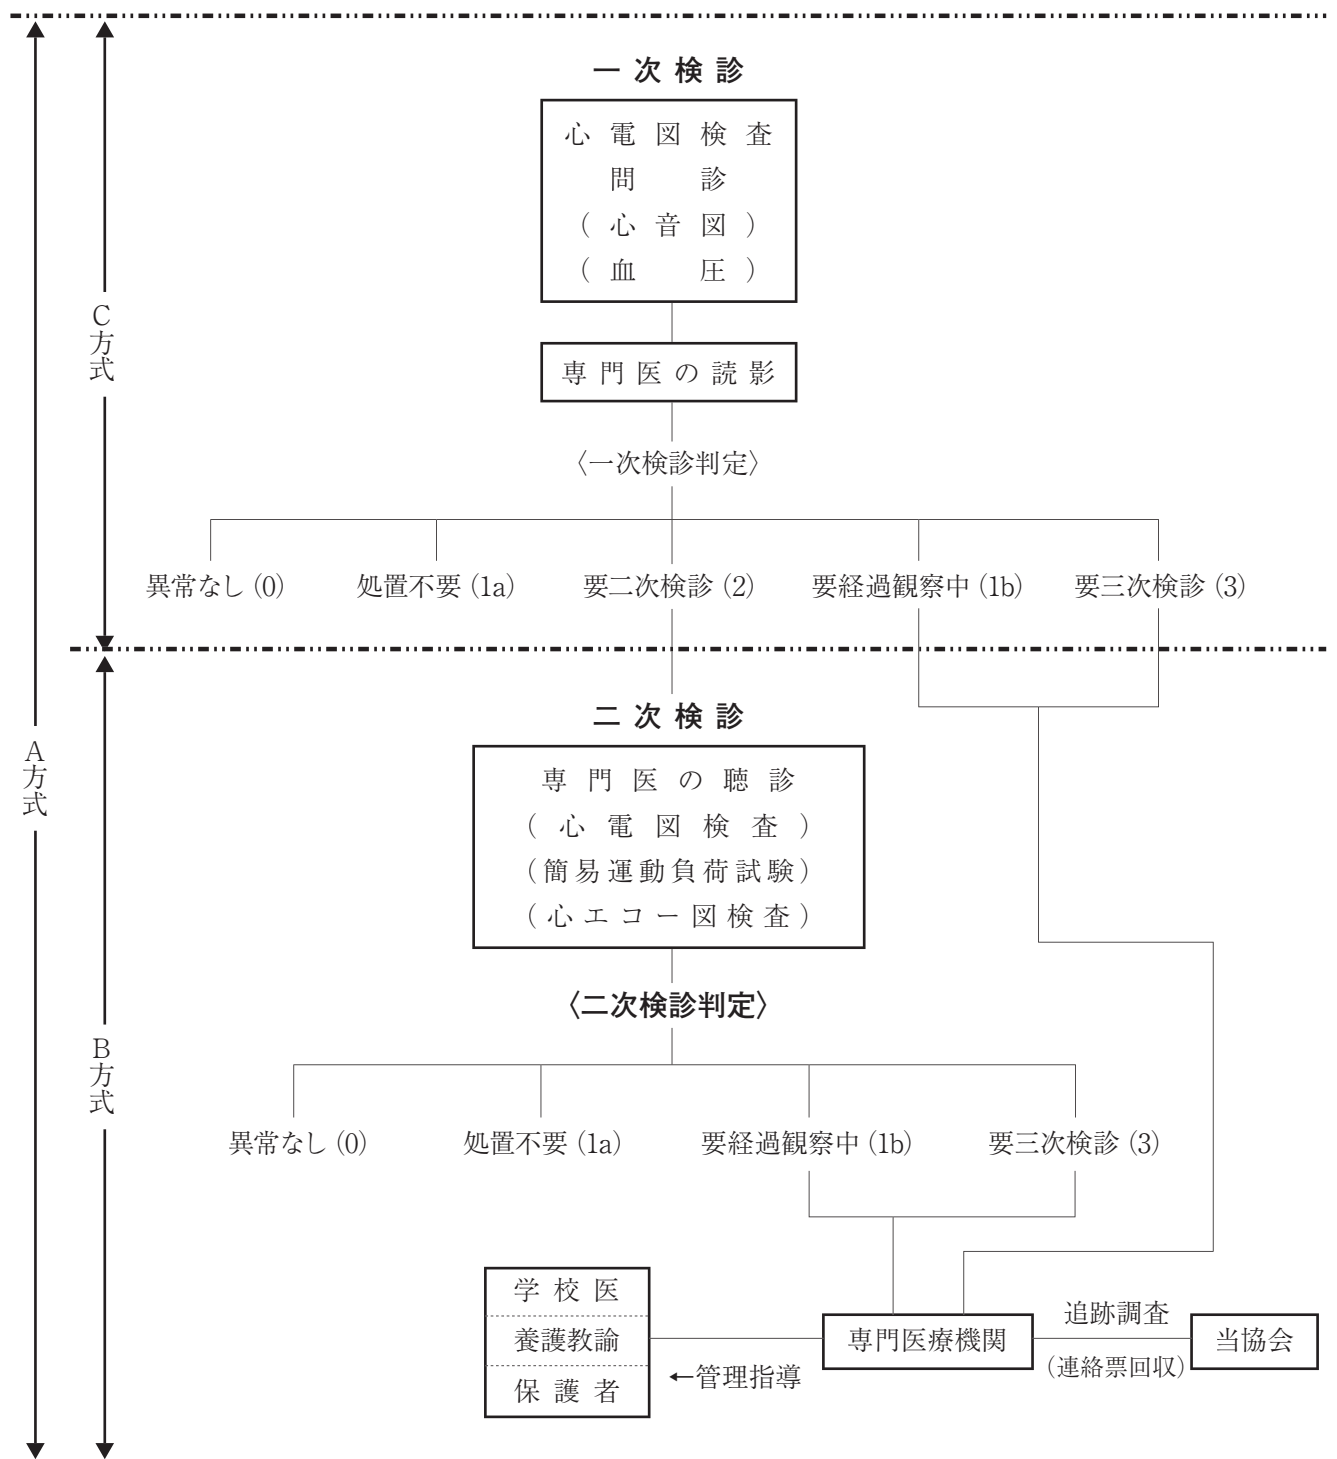 一次検診
心電図検査
問診
(心音図)
(血圧)
専門医の読影
〈一次検診判定〉
異常なし(0) 処置不要(1a) 要二次検診(2) 要経過観察中(1b) 要三次検診(3)
C方式
二次検診
専門医の聴診
(心電図検査)
(簡易運動負荷試験)
(心エコー図検査)
〈二次検診判定〉
異常なし(0) 処置不要(1a) 要経過観察中(1b) 要三次検診(3)
A方式
B方式
学校医
養護教諭
保護者
←管理指導
専門医療機関
追跡調査
(連絡票回収)
当協会